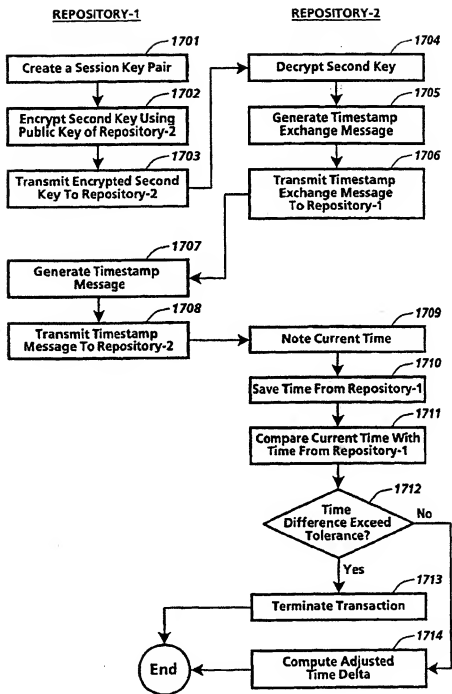 REPOSITORY-1
REPOSITORY-2
1701
Create a Session Key Pair
1702
Encrypt Second Key Using
Public Key of Repository-2
1703
Transmit Encrypted Second
Key To Repository-2
1704
Decrypt Second Key
1705
Generate Timestamp
Exchange Message
1706
Transmit Timestamp
Exchange Message
To Repository-1
1707
Generate Timestamp
Message
1708
Transmit Timestamp
Message To Repository-2
1709
Note Current Time
1710
Save Time From Repository-1
1711
Compare Current Time With
Time From Repository-1
1712
Time
Difference Exceed
Tolerance?
No
Yes
1713
Terminate Transaction
1714
Compute Adjusted
Time Delta
End